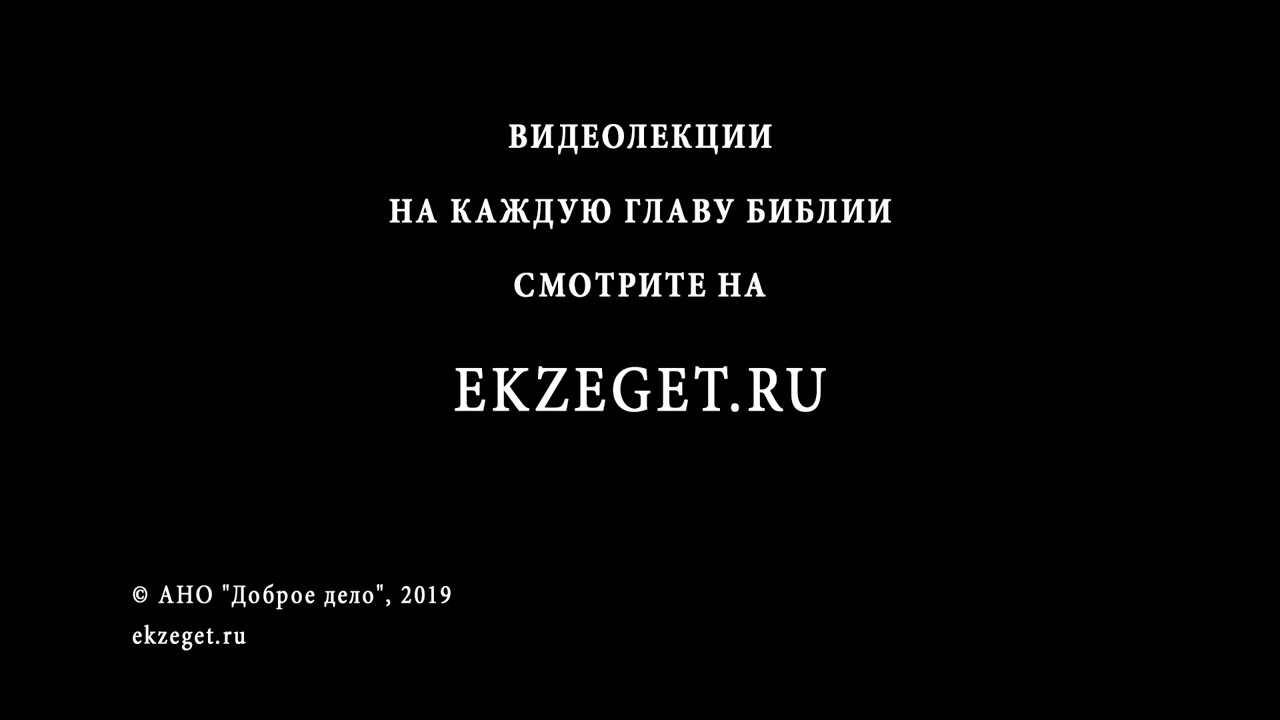 ВИДЕОЛЕКЦИИ
НА КАЖДУЮ ГЛАВУ БИБЛИИ
СМОТРИТЕ НА
EKZEGET.RU
© АНО "Доброе дело", 2019
ekzeget.ru